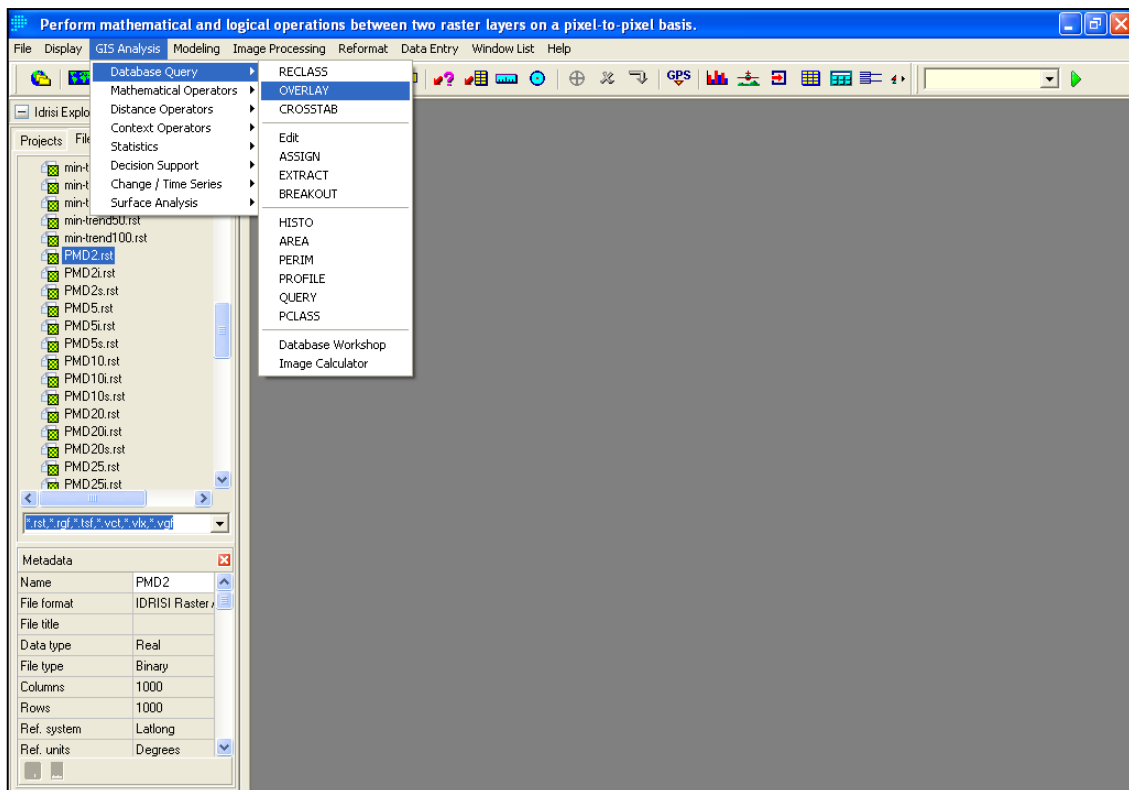 Perform mathematical and logical operations between two raster layers on a pixel-to-pixel basis.
File Display GIS Analysis Modeling Image Processing Reformat Data Entry Window List Help
GPS
Database Query
Mathematical Operators
Distance Operators
Context Operators
Statistics
Decision Support
Change / Time Series
Surface Analysis
RECLASS
OVERLAY
CROSSTAB
Edit
ASSIGN
EXTRACT
BREAKOUT
HISTO
AREA
PERIM
PROFILE
QUERY
PCLASS
Database Workshop
Image Calculator
Idrisi Explo
Projects File
min-t
min-t
min-t
min-trend50.rst
min-trend100.rst
PMD2.rst
PMD2i.rst
PMD2s.rst
PMD5.rst
PMD5i.rst
PMD5s.rst
PMD10.rst
PMD10i.rst
PMD10s.rst
PMD20.rst
PMD20i.rst
PMD20s.rst
PMD25.rst
PMD25i.rst
*.rst,*.rgf,*.tsf,*.vct,*.vlx,*.vgf
Metadata
Name PMD2
File format IDRISI Raster
File title
Data type Real
File type Binary
Columns 1000
Rows 1000
Ref. system Latlong
Ref. units Degrees